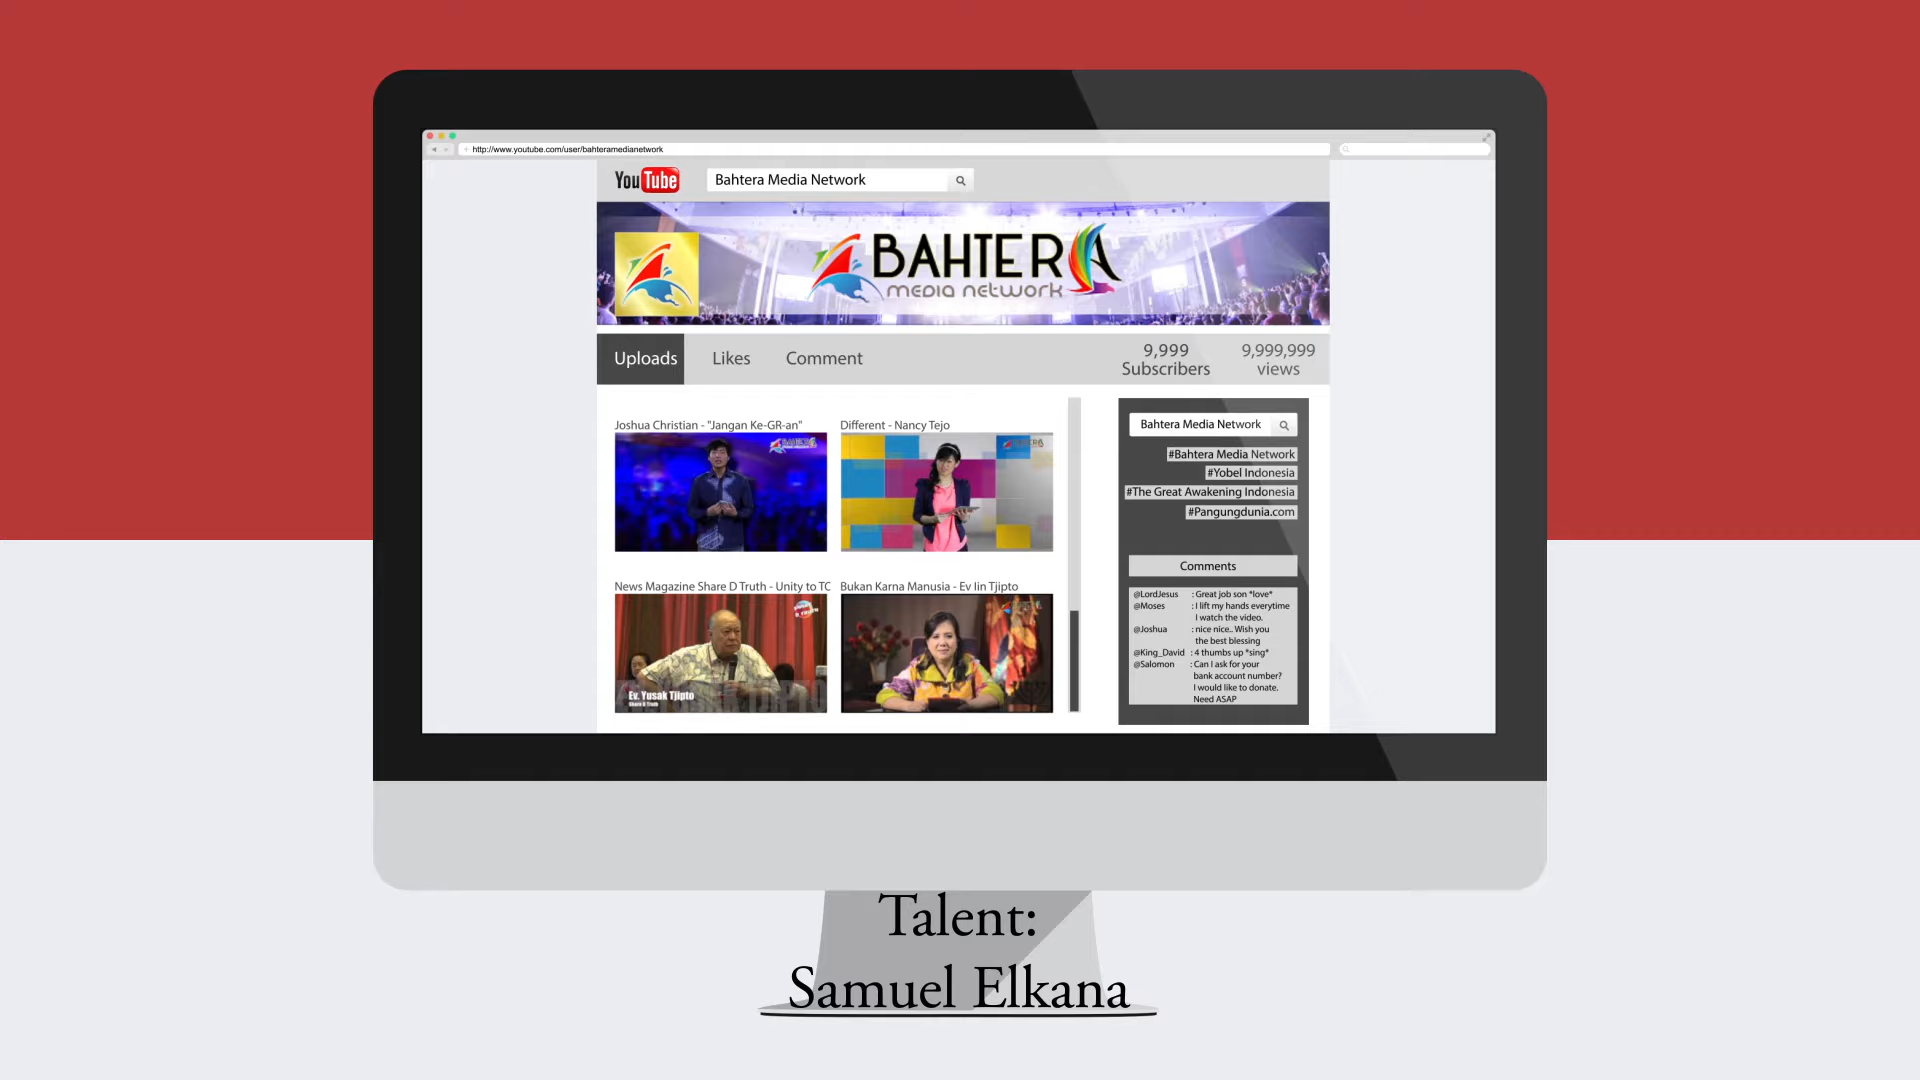 http://www.youtube.com/user/bahteramedianetwork
YouTube
Bahtera Media Network
BAHTERA
MEDIA NETWORK
Uploads
Likes
Comment
9,999
Subscribers
9,999,999
views
Joshua Christian - "Jangan Ke-GR-an"
Different - Nancy Tejo
BAHTERA
BAHTERA
News Magazine Share D Truth - Unity to TC
Bukan Karna Manusia - Ev Iin Tjipto
Ev. Yusak Tjipto
Share D Truth
Bahtera Media Network
#Bahtera Media Network
#Yobel Indonesia
#The Great Awakening Indonesia
#Pangungdunia.com
Comments
@LordJesus : Great job son *love*
@Moses : I lift my hands everytime
I watch the video.
@Joshua : nice nice.. Wish you
the best blessing
@King_David : 4 thumbs up *sing*
@Salomon : Can I ask for your
bank account number?
I would like to donate.
Need ASAP
Talent:
Samuel Elkana